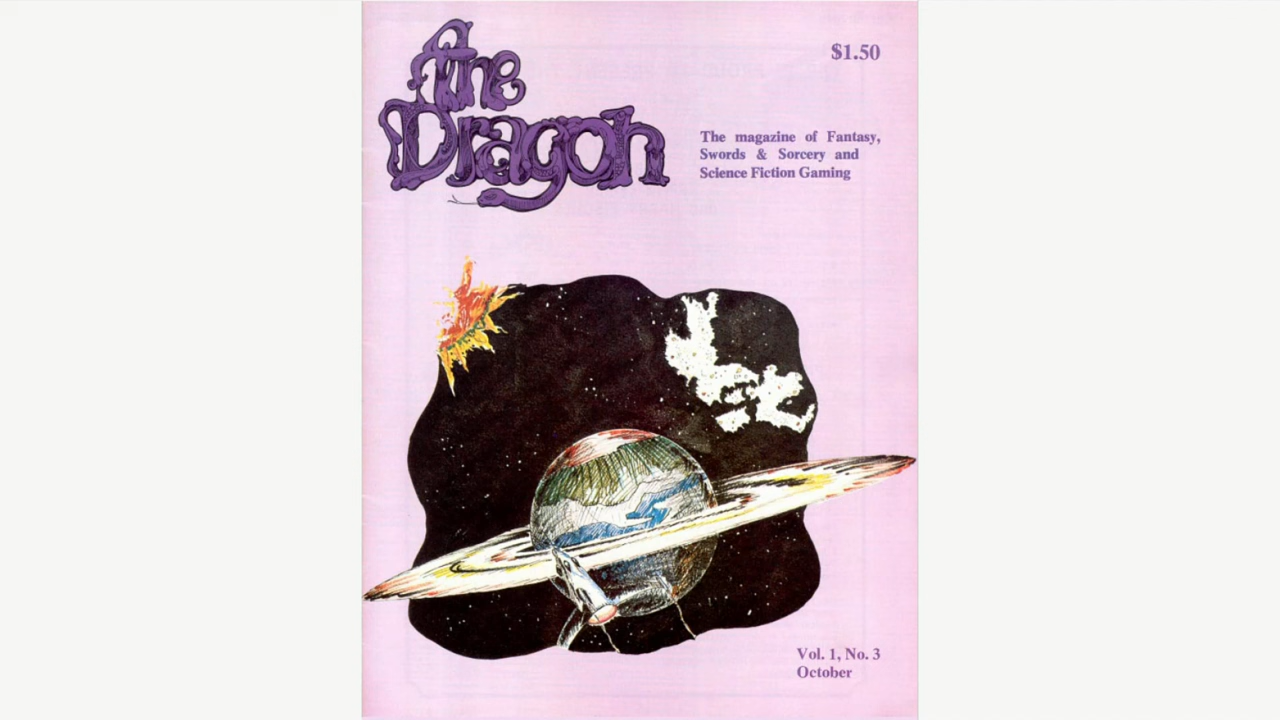 the
Dragon
$1.50
The magazine of Fantasy,
Swords & Sorcery and
Science Fiction Gaming
Vol. 1, No. 3
October